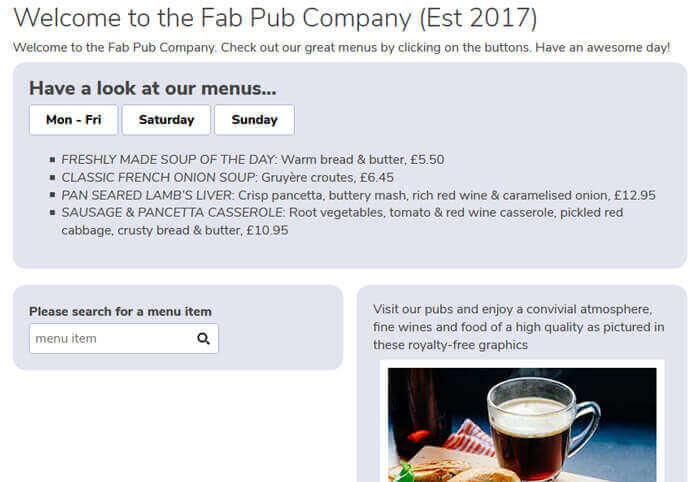 Welcome to the Fab Pub Company (Est 2017)
Welcome to the Fab Pub Company. Check out our great menus by clicking on the buttons. Have an awesome day!
Have a look at our menus...
Mon - Fri Saturday Sunday
FRESHLY MADE SOUP OF THE DAY: Warm bread & butter, £5.50
CLASSIC FRENCH ONION SOUP: Gruyère croutes, £6.45
PAN SEARED LAMB'S LIVER: Crisp pancetta, buttery mash, rich red wine & caramelised onion, £12.95
SAUSAGE & PANCETTA CASSEROLE: Root vegetables, tomato & red wine casserole, pickled red
cabbage, crusty bread & butter, £10.95
Please search for a menu item
menu item
Visit our pubs and enjoy a convivial atmosphere,
fine wines and food of a high quality as pictured in
these royalty-free graphics